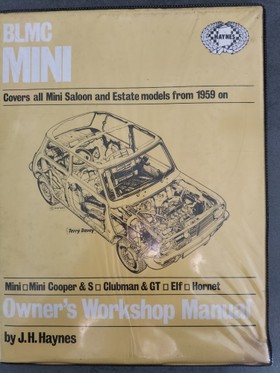 BLMC
MINI
HAYNES
Covers all Mini Saloon and Estate models from 1959 on
Terry Davey
Mini □ Mini Cooper & S □ Clubman & GT □ Elf □ Hornet
Owner's Workshop Manual
by J.H. Haynes